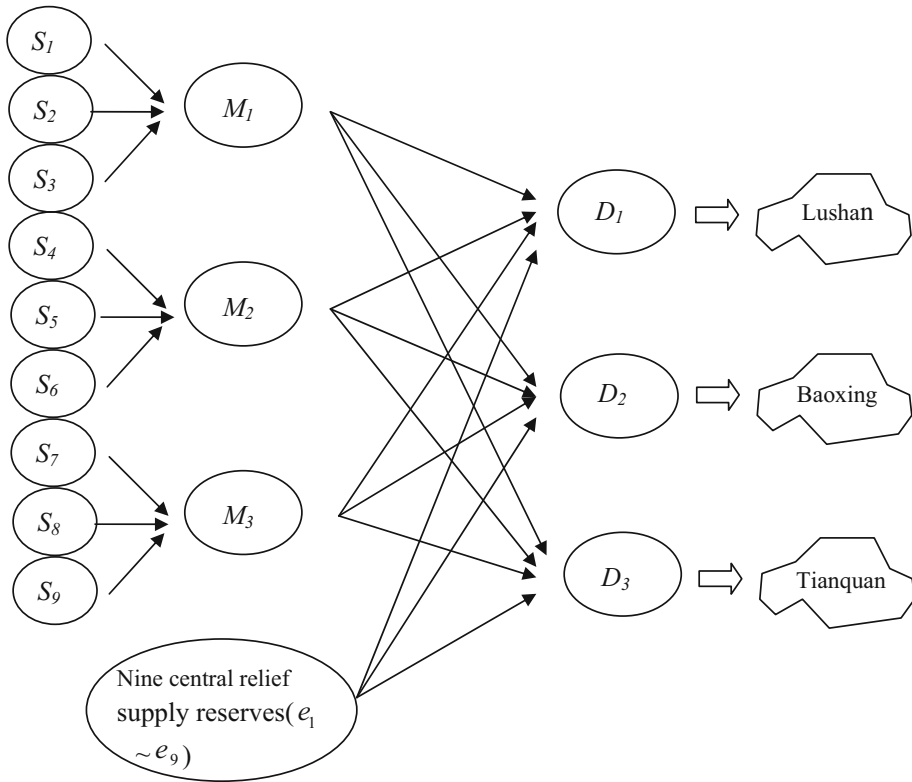 S1
S2
S3
S4
S5
S6
S7
S8
S9
M1
M2
M3
Nine central relief
supply reserves(e1
~e9)
D1
D2
D3
Lushan
Baoxing
Tianquan